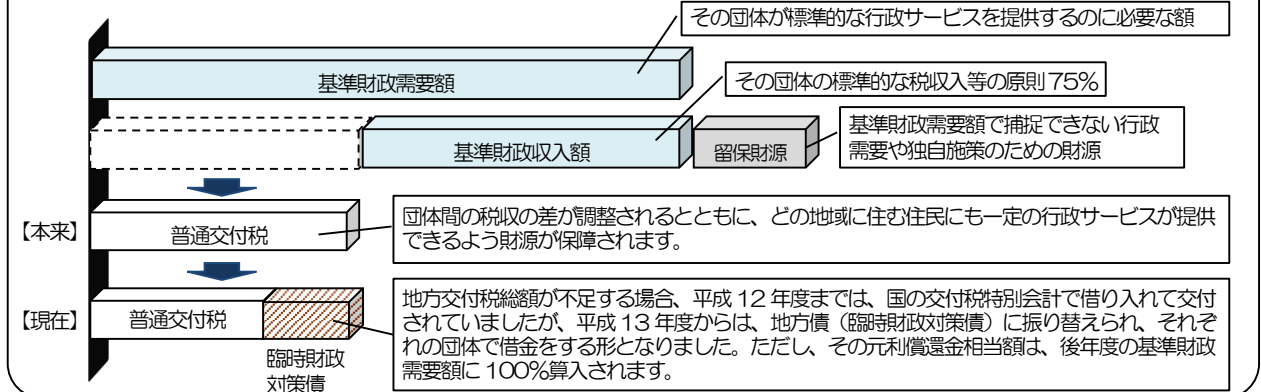 その団体が標準的な行政サービスを提供するのに必要な額
基準財政需要額
その団体の標準的な税収入等の原則75%
基準財政収入額
留保財源
基準財政需要額で捕捉できない行政
需要や独自施策のための財源
【本来】
普通交付税
団体間の税収の差が調整されるとともに、どの地域に住む住民にも一定の行政サービスが提供
できるよう財源が保障されます。
【現在】
普通交付税
臨時財政
対策債
地方交付税総額が不足する場合、平成12年度までは、国の交付税特別会計で借り入れて交付
されていましたが、平成13年度からは、地方債（臨時財政対策債）に振り替えられ、それぞ
れの団体で借金をする形となりました。ただし、その元利償還金相当額は、後年度の基準財政
需要額に100%算入されます。